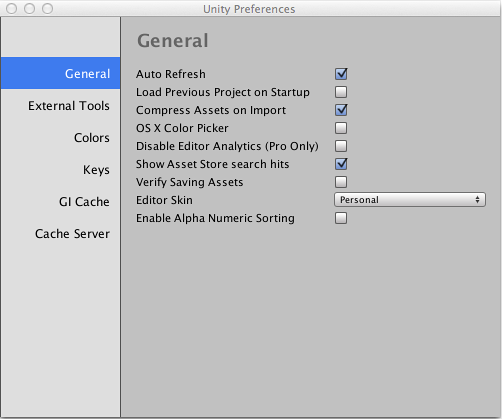 Unity Preferences
General
External Tools
Colors
Keys
GI Cache
Cache Server
General
Auto Refresh
Load Previous Project on Startup
Compress Assets on Import
OS X Color Picker
Disable Editor Analytics (Pro Only)
Show Asset Store search hits
Verify Saving Assets
Editor Skin Personal
Enable Alpha Numeric Sorting